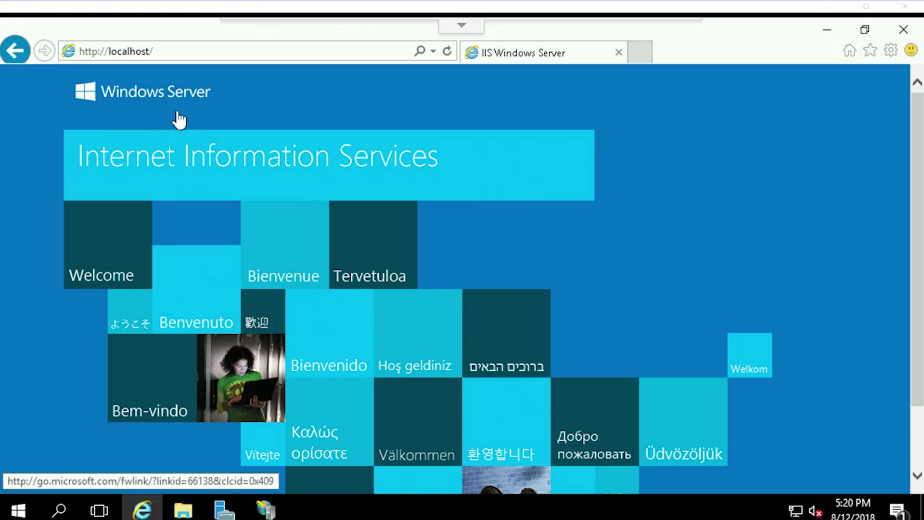 http://localhost/
IIS Windows Server
Windows Server
Internet Information Services
Welcome
Bienvenue
Tervetuloa
ようこそ
Benvenuto
歡迎
Bienvenido
Hoş geldiniz
ברוכים הבאים
Welkom
Bem-vindo
Vítejte
Καλώς
ορίσατε
Välkommen
환영합니다
Добро
пожаловать
Üdvözöljük
http://go.microsoft.com/fwlink/?linkid=66138&clcid=0x409
5:20 PM
8/12/2018
1